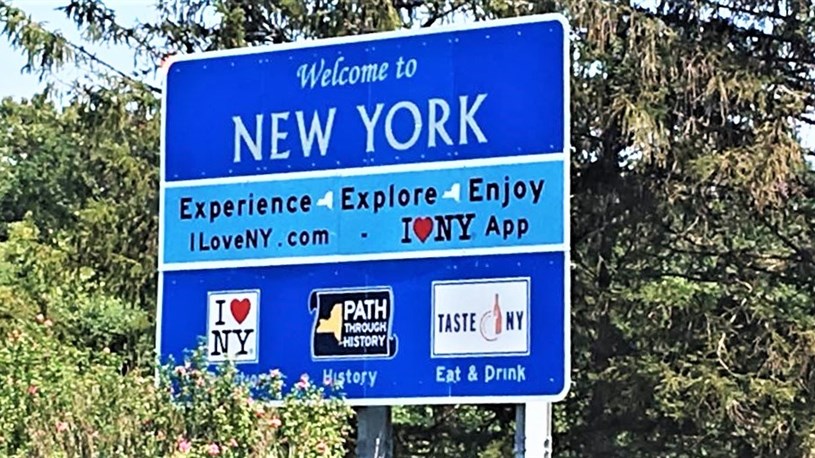 Welcome to
NEW YORK
Experience Explore Enjoy
ILoveNY.com - I❤NY App
I ❤
NY
PATH
THROUGH
HISTORY
TASTE NY
History
Eat & Drink